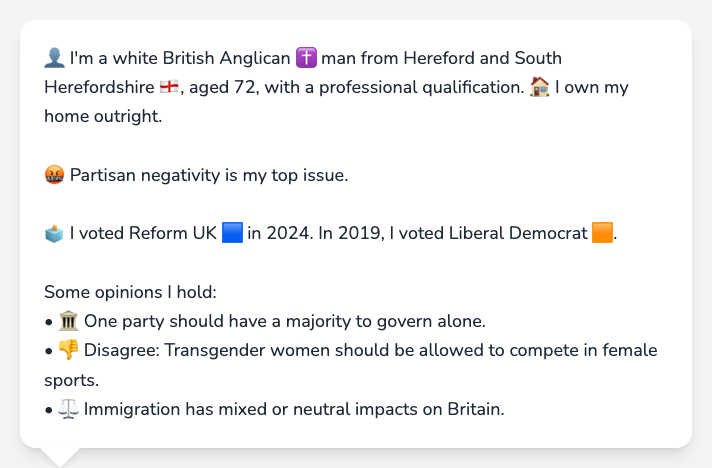 👤 I'm a white British Anglican ✝️ man from Hereford and South
Herefordshire 🏴󠁧󠁢󠁥󠁮󠁧󠁿, aged 72, with a professional qualification. 🏠 I own my
home outright.
🤬 Partisan negativity is my top issue.
🗳️ I voted Reform UK 🟦 in 2024. In 2019, I voted Liberal Democrat 🟧.
Some opinions I hold:
• 🏛️ One party should have a majority to govern alone.
• 👎 Disagree: Transgender women should be allowed to compete in female
sports.
• ⚖️ Immigration has mixed or neutral impacts on Britain.